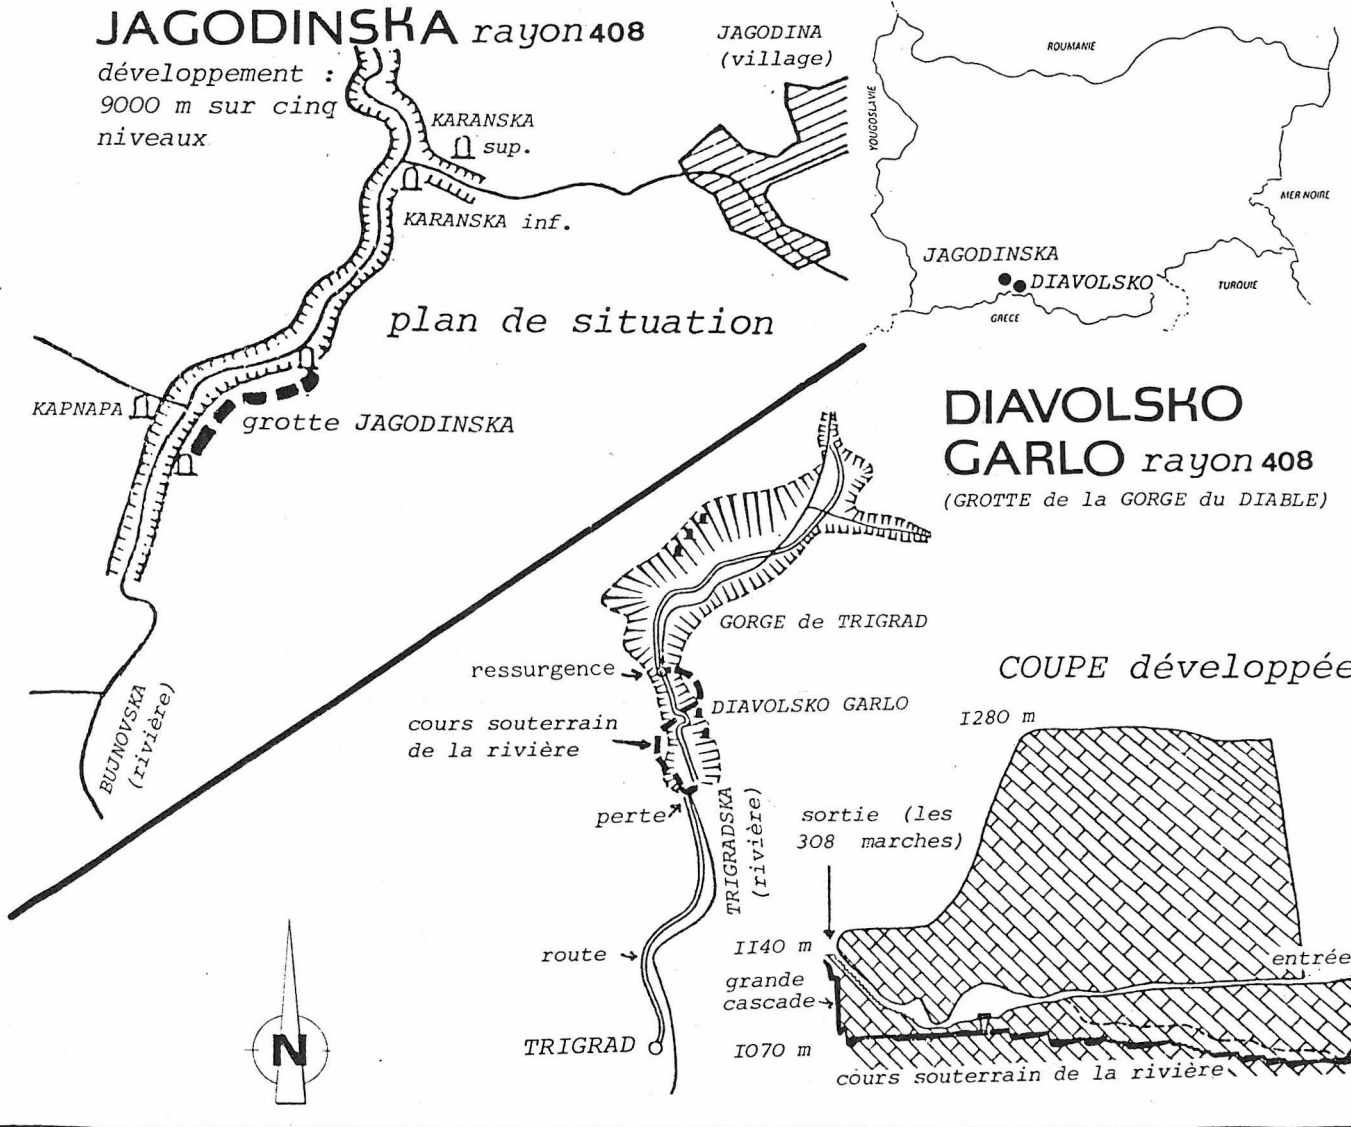 JAGODINSKA rayon 408
développement :
9000 m sur cinq
niveaux
KARANSKA
sup.
KARANSKA inf.
JAGODINA
(village)
plan de situation
KAPNAPA
grotte JAGODINSKA
BUJNOVSKA
(rivière)
ROUMANIE
YOUGOSLAVIE
MER NOIRE
JAGODINSKA
DIAVOLSKO
TURQUIE
GRECE
DIAVOLSKO
GARLO rayon 408
(GROTTE de la GORGE du DIABLE)
GORGE de TRIGRAD
ressurgence
DIAVOLSKO GARLO
cours souterrain
de la rivière
perte
TRIGRADSKA
(rivière)
route
TRIGRAD
N
COUPE développée
1280 m
sortie (les
308 marches)
1140 m
grande
cascade
entrée
1070 m
cours souterrain de la rivière